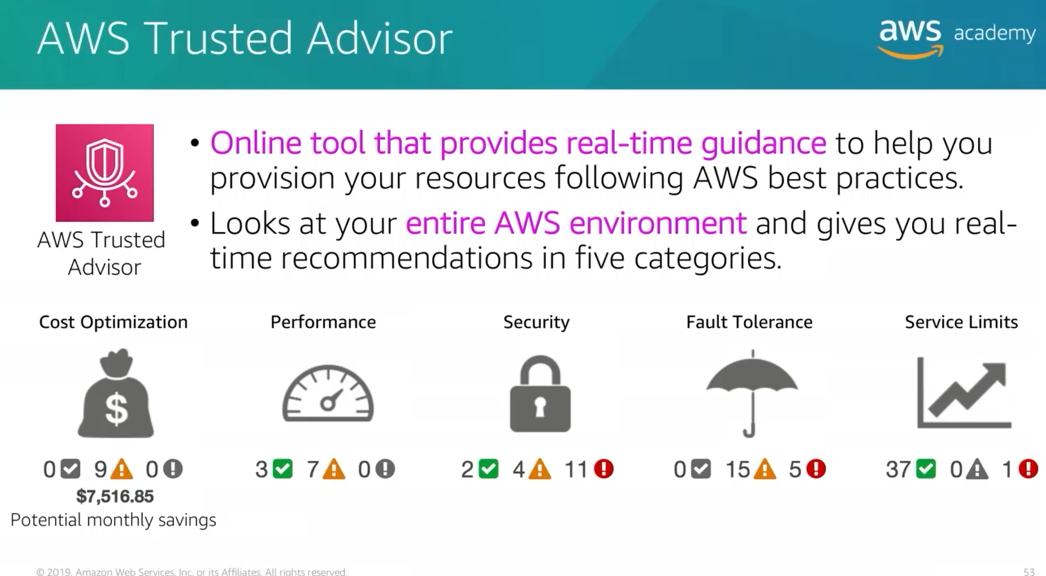 AWS Trusted Advisor
aws academy
• Online tool that provides real-time guidance to help you
provision your resources following AWS best practices.
• Looks at your entire AWS environment and gives you real-
time recommendations in five categories.
AWS Trusted
Advisor
Cost Optimization
Performance
Security
Fault Tolerance
Service Limits
$
0 9 0
3 7 0
2 4 11
0 15 5
37 0 1
$7,516.85
Potential monthly savings
© 2019, Amazon Web Services, Inc. or its Affiliates. All rights reserved.
53